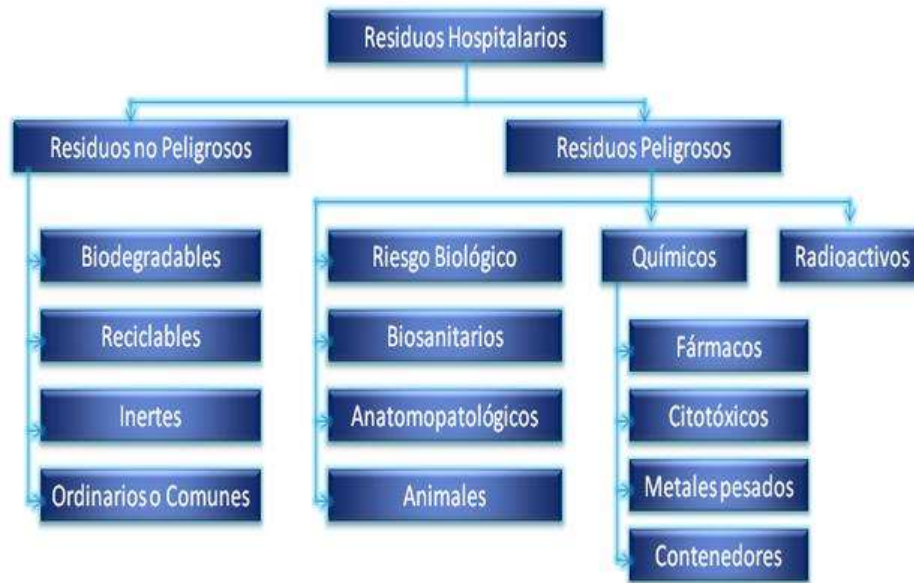 Residuos Hospitalarios
Residuos no Peligrosos
Residuos Peligrosos
Biodegradables
Reciclables
Inertes
Ordinarios o Comunes
Riesgo Biológico
Biosanitarios
Anatomopatológicos
Animales
Químicos
Fármacos
Citotóxicos
Metales pesados
Contenedores
Radioactivos